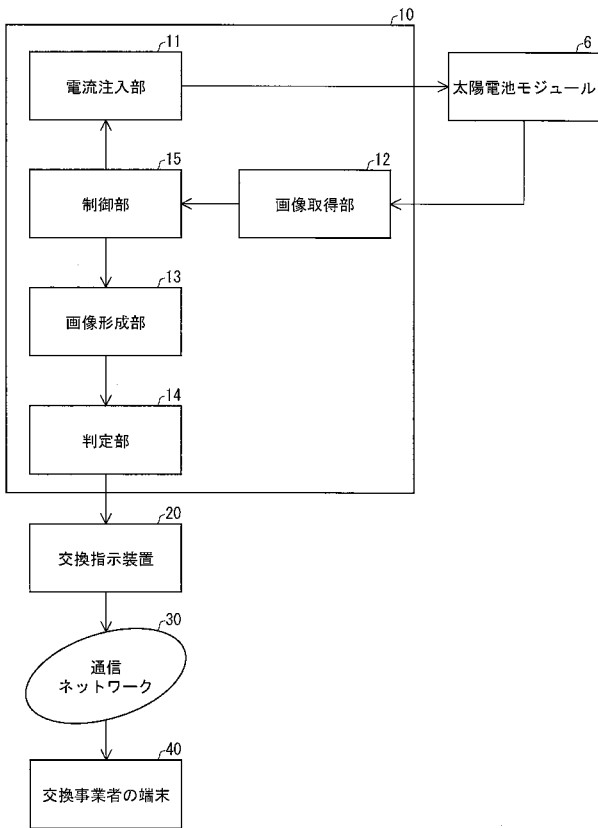 10
11
電流注入部
6
太陽電池モジュール
15
制御部
12
画像取得部
13
画像形成部
14
判定部
20
交換指示装置
30
通信
ネットワーク
40
交換事業者の端末